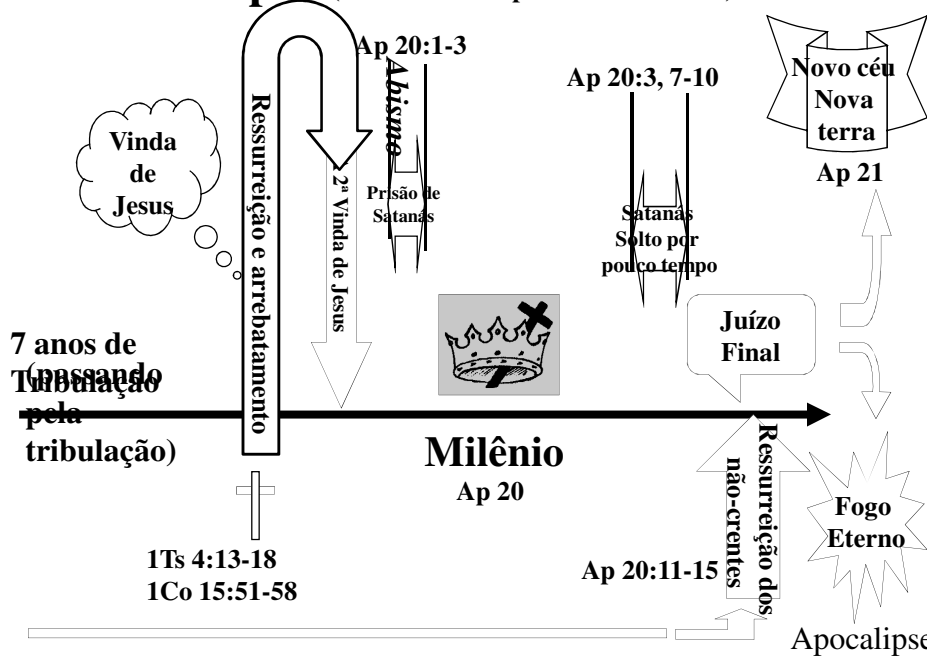 Ap 20:1-3
Abismo
Prisão de
Satanás
Ap 20:3, 7-10
Satanás
Solto por
pouco tempo
Novo céu
Nova
terra
Ap 21
Vinda
de
Jesus
Ressurreição e arrebatamento
2ª Vinda de Jesus
Juízo
Final
7 anos de
Tribulação
(passando
pela
tribulação)
Milênio
Ap 20
1Ts 4:13-18
1Co 15:51-58
Ap 20:11-15
Ressurreição dos
não-crentes
Fogo
Eterno
Apocalipse